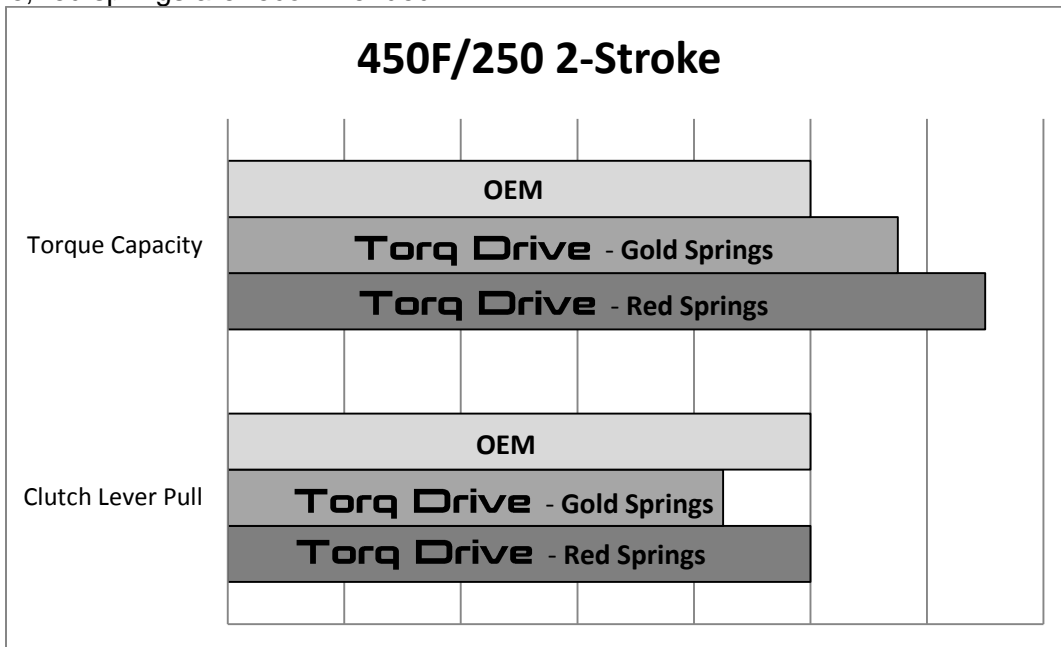 450F/250 2-Stroke
OEM
Torque Capacity
Torq Drive - Gold Springs
Torq Drive - Red Springs
OEM
Clutch Lever Pull
Torq Drive - Gold Springs
Torq Drive - Red Springs